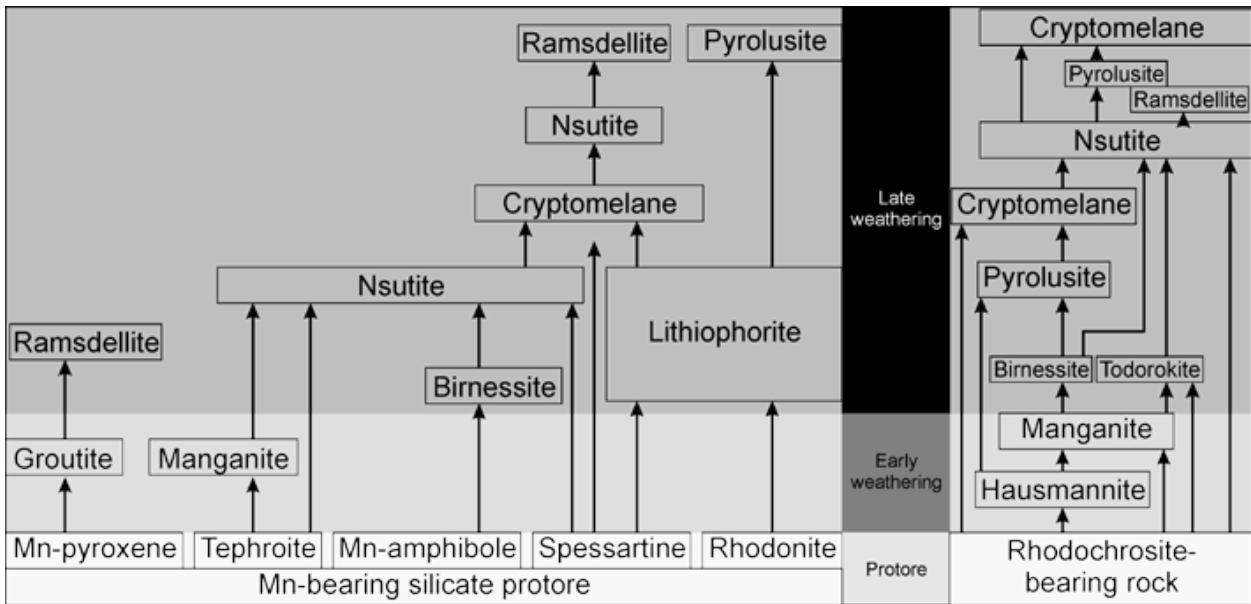 Ramsdellite
Pyrolusite
Nsutite
Cryptomelane
Nsutite
Lithiophorite
Ramsdellite
Birnessite
Groutite
Manganite
Mn-pyroxene
Tephroite
Mn-amphibole
Spessartine
Rhodonite
Mn-bearing silicate protore
Late
weathering
Early
weathering
Protore
Cryptomelane
Pyrolusite
Ramsdellite
Nsutite
Cryptomelane
Pyrolusite
Birnessite
Todorokite
Manganite
Hausmannite
Rhodochrosite-
bearing rock